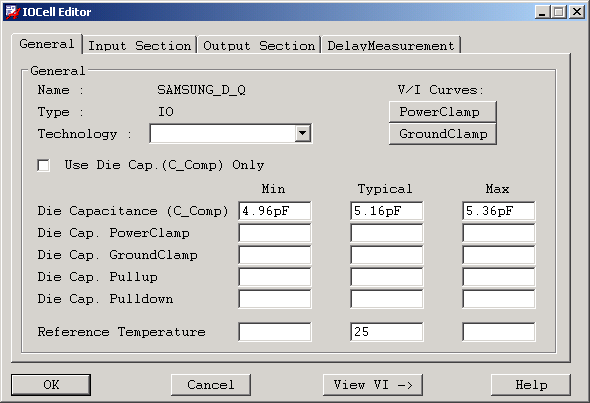 IOCell Editor
General Input Section Output Section DelayMeasurement
General
Name : SAMSUNG_D_Q V/I Curves:
Type : IO PowerClamp
Technology : GroundClamp
Use Die Cap.(C_Comp) Only
Min Typical Max
Die Capacitance (C_Comp) 4.96pF 5.16pF 5.36pF
Die Cap. PowerClamp
Die Cap. GroundClamp
Die Cap. Pullup
Die Cap. Pulldown
Reference Temperature 25
OK Cancel View VI -> Help